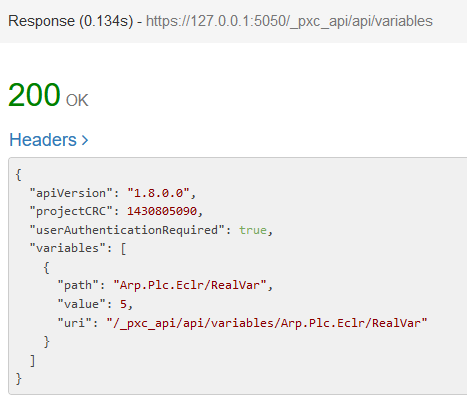 Response (0.134s) - https://127.0.0.1:5050/_pxc_api/api/variables
200 OK
Headers >
{
  "apiVersion": "1.8.0.0",
  "projectCRC": 1430805090,
  "userAuthenticationRequired": true,
  "variables": [
    {
      "path": "Arp.Plc.Eclr/RealVar",
      "value": 5,
      "uri": "/_pxc_api/api/variables/Arp.Plc.Eclr/RealVar"
    }
  ]
}